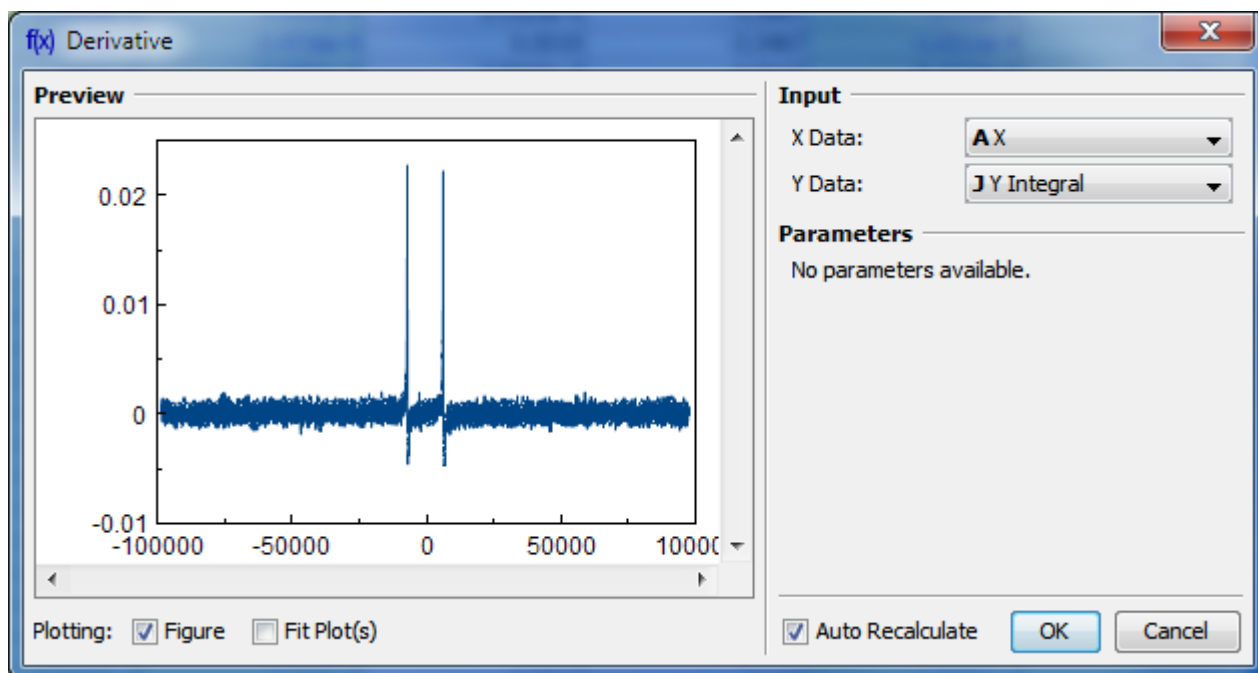 f(x) Derivative
X
Preview
0.02
0.01
0
-0.01
-100000 -50000 0 50000 10000
Plotting: Figure Fit Plot(s)
Input
X Data: A X
Y Data: J Y Integral
Parameters
No parameters available.
Auto Recalculate OK Cancel